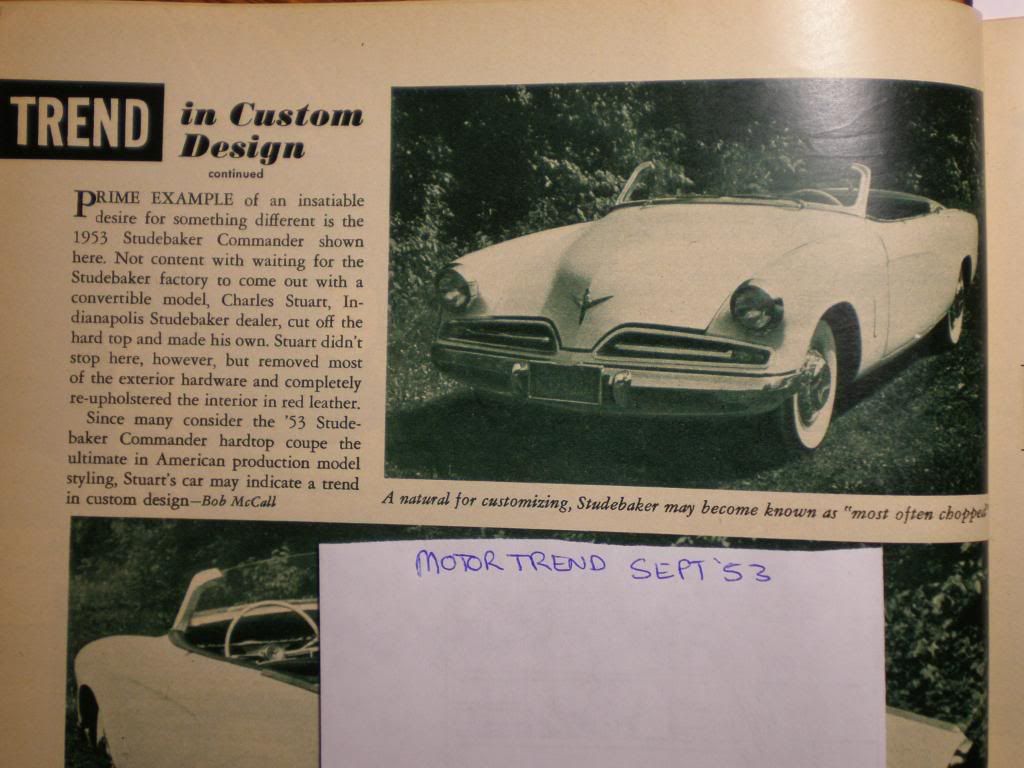 TREND
in Custom
Design
continued
PRIME EXAMPLE of an insatiable
desire for something different is the
1953 Studebaker Commander shown
here. Not content with waiting for the
Studebaker factory to come out with a
convertible model, Charles Stuart, In-
dianapolis Studebaker dealer, cut off the
hard top and made his own. Stuart didn't
stop here, however, but removed most
of the exterior hardware and completely
re-upholstered the interior in red leather.
Since many consider the '53 Stude-
baker Commander hardtop coupe the
ultimate in American production model
styling, Stuart's car may indicate a trend
in custom design—Bob McCall
A natural for customizing, Studebaker may become known as "most often chopped"
MOTOR TREND SEPT '53